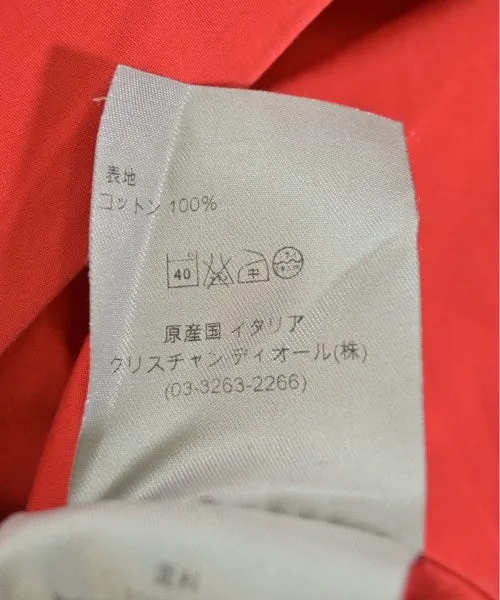 表地
コットン 100%
40 中
原産国 イタリア
クリスチャン ディオール(株)
(03-3263-2266)